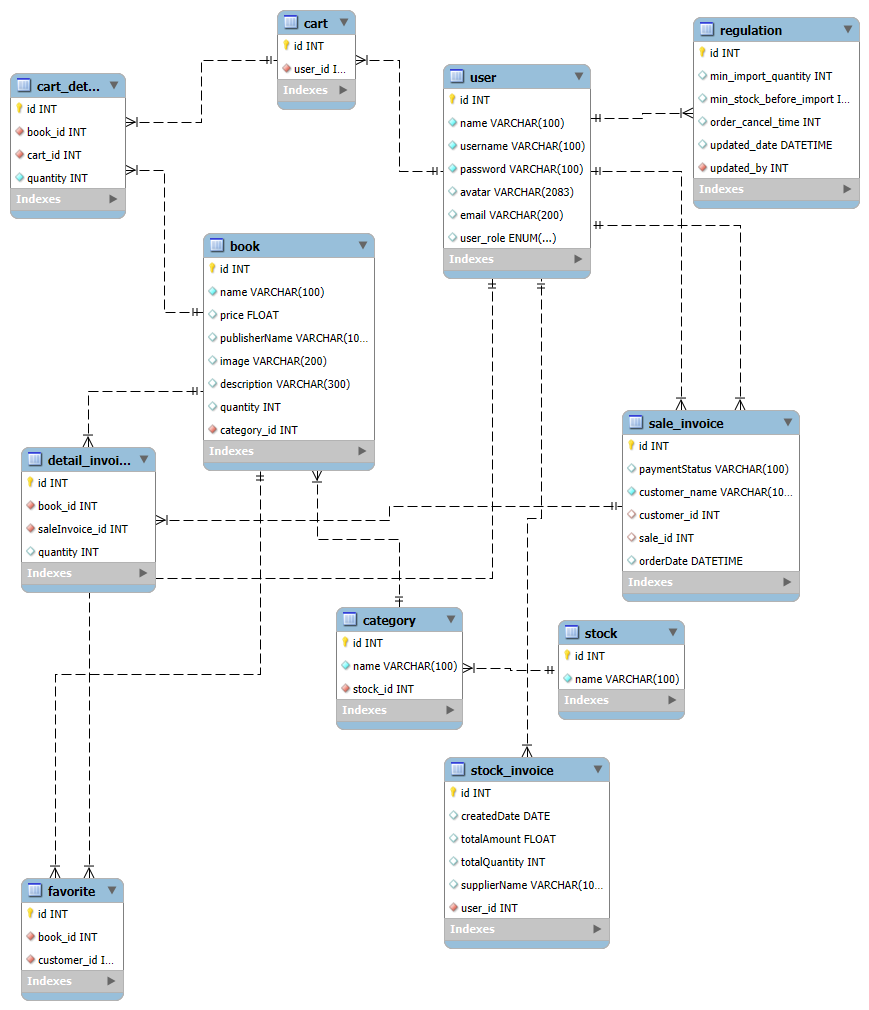 cart
id INT
user_id I...
Indexes
cart_det...
id INT
book_id INT
cart_id INT
quantity INT
Indexes
user
id INT
name VARCHAR(100)
username VARCHAR(100)
password VARCHAR(100)
avatar VARCHAR(2083)
email VARCHAR(200)
user_role ENUM(...)
Indexes
regulation
id INT
min_import_quantity INT
min_stock_before_import I...
order_cancel_time INT
updated_date DATETIME
updated_by INT
Indexes
book
id INT
name VARCHAR(100)
price FLOAT
publisherName VARCHAR(10...
image VARCHAR(200)
description VARCHAR(300)
quantity INT
category_id INT
Indexes
detail_invoi...
id INT
book_id INT
saleInvoice_id INT
quantity INT
Indexes
sale_invoice
id INT
paymentStatus VARCHAR(100)
customer_name VARCHAR(10...
customer_id INT
sale_id INT
orderDate DATETIME
Indexes
category
id INT
name VARCHAR(100)
stock_id INT
Indexes
stock
id INT
name VARCHAR(100)
Indexes
stock_invoice
id INT
createdDate DATE
totalAmount FLOAT
totalQuantity INT
supplierName VARCHAR(10...
user_id INT
Indexes
favorite
id INT
book_id INT
customer_id I...
Indexes